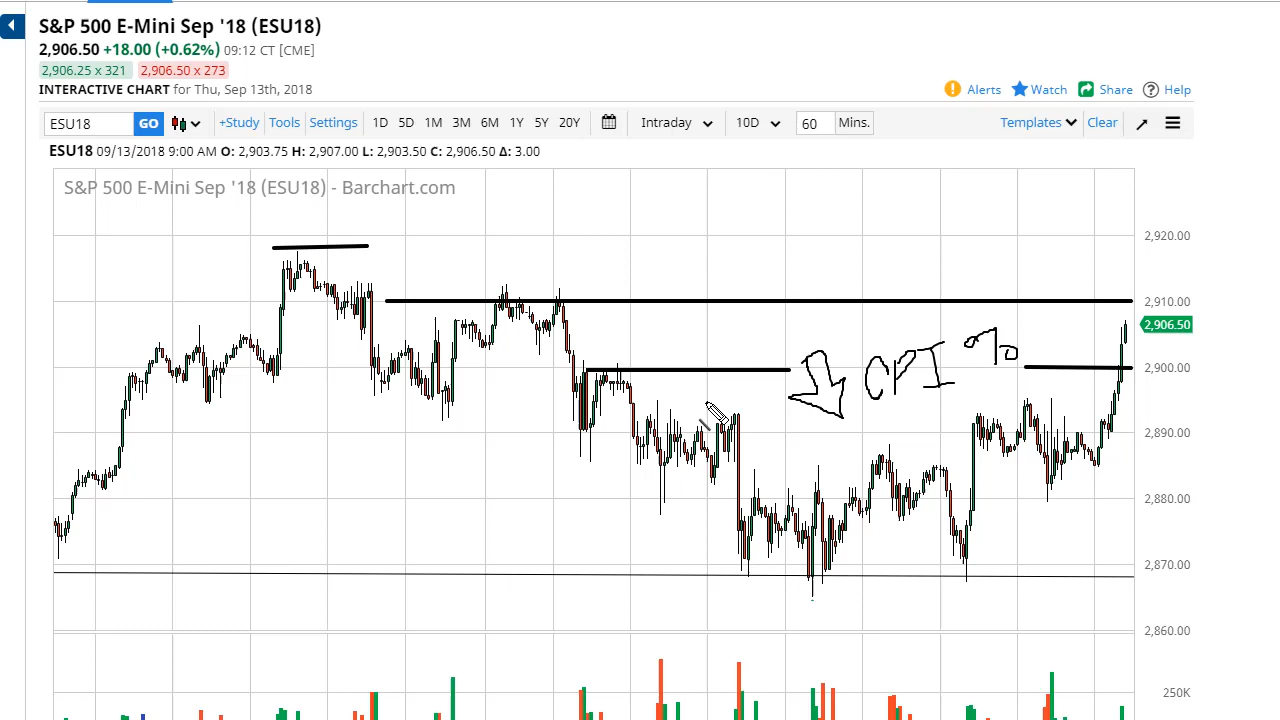 S&P 500 E-Mini Sep '18 (ESU18)
2,906.50 +18.00 (+0.62%) 09:12 CT [CME]
2,906.25 x 321 2,906.50 x 273
INTERACTIVE CHART for Thu, Sep 13th, 2018
Alerts Watch Share Help
ESU18 GO +Study Tools Settings 1D 5D 1M 3M 6M 1Y 5Y 20Y Intraday 10D 60 Mins. Templates Clear
ESU18 09/13/2018 9:00 AM O: 2,903.75 H: 2,907.00 L: 2,903.50 C: 2,906.50 Δ: 3.00
S&P 500 E-Mini Sep '18 (ESU18) - Barchart.com
2,920.00
2,910.00
2,906.50
CPI %
2,900.00
2,890.00
2,880.00
2,870.00
2,860.00
250K